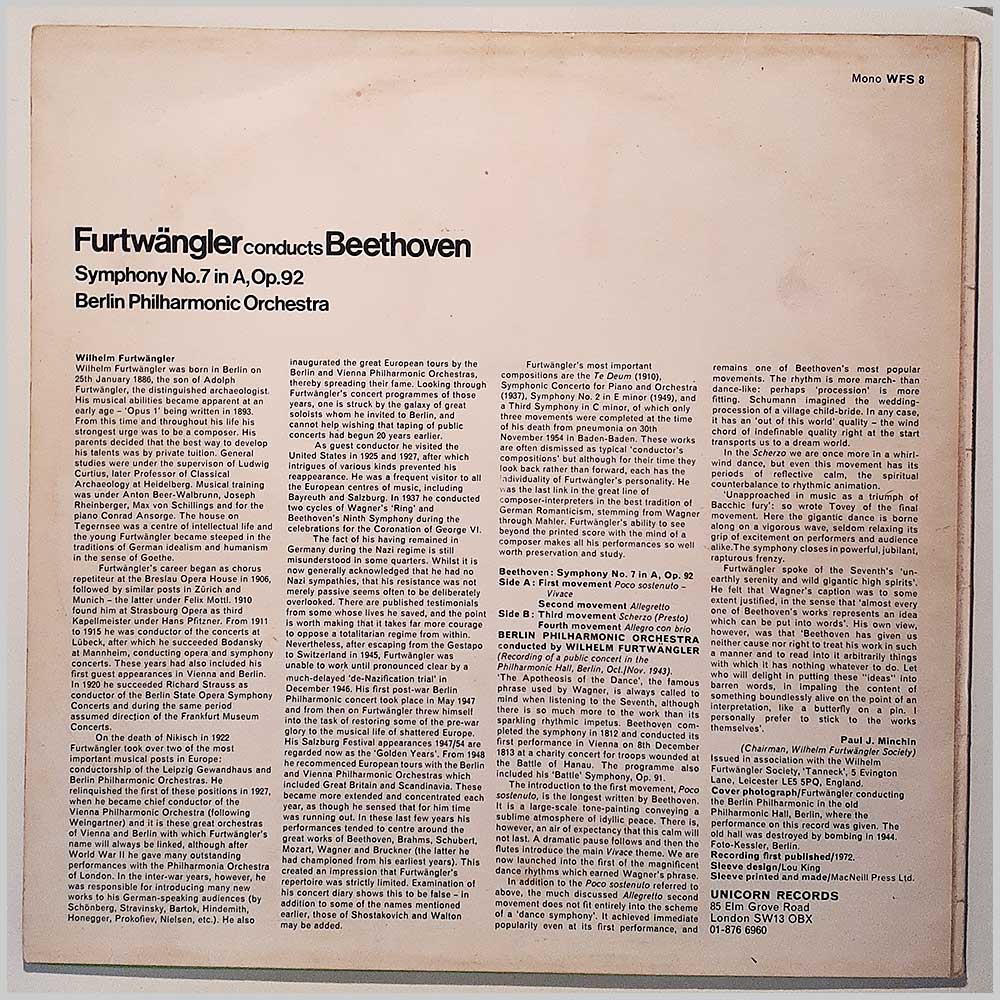 Mono WFS 8
Furtwängler conducts Beethoven
Symphony No.7 in A,Op.92
Berlin Philharmonic Orchestra
Wilhelm Furtwängler
Wilhelm Furtwängler was born in Berlin on
25th January 1886, the son of Adolph
Furtwängler, the distinguished archaeologist.
His musical abilities became apparent at an
early age – 'Opus 1' being written in 1893.
From this time and throughout his life his
strongest urge was to be a composer. His
parents decided that the best way to develop
his talents was by private tuition. General
studies were under the supervison of Ludwig
Curtius, later Professor of Classical
Archaeology at Heidelberg. Musical training
was under Anton Beer-Walbrunn, Joseph
Rheinberger, Max von Schillings and for the
piano Conrad Ansorge. The house on
Tegernsee was a centre of intellectual life and
the young Furtwängler became steeped in the
traditions of German idealism and humanism
in the sense of Goethe.
Furtwängler's career began as chorus
repetiteur at the Breslau Opera House in 1906,
followed by similar posts in Zürich and
Munich – the latter under Felix Mottl. 1910
found him at Strasbourg Opera as third
Kapellmeister under Hans Pfitzner. From 1911
to 1915 he was conductor of the concerts at
Lübeck, after which he succeeded Bodansky
at Mannheim, conducting opera and symphony
concerts. These years had also included his
first guest appearances in Vienna and Berlin.
In 1920 he succeeded Richard Strauss as
conductor of the Berlin State Opera Symphony
Concerts and during the same period
assumed direction of the Frankfurt Museum
Concerts.
On the death of Nikisch in 1922
Furtwängler took over two of the most
important musical posts in Europe:
conductorship of the Leipzig Gewandhaus and
Berlin Philharmonic Orchestras. He
relinquished the first of these positions in 1927,
when he became chief conductor of the
Vienna Philharmonic Orchestra (following
Weingartner) and it is these great orchestras
of Vienna and Berlin with which Furtwängler's
name will always be linked, although after
World War II he gave many outstanding
performances with the Philharmonia Orchestra
of London. In the inter-war years, however, he
was responsible for introducing many new
works to his German-speaking audiences (by
Schönberg, Stravinsky, Bartok, Hindemith,
Honegger, Prokofiev, Nielsen, etc.). He also
inaugurated the great European tours by the
Berlin and Vienna Philharmonic Orchestras,
thereby spreading their fame. Looking through
Furtwängler's concert programmes of those
years, one is struck by the galaxy of great
soloists whom he invited to Berlin, and
cannot help wishing that taping of public
concerts had begun 20 years earlier.
As guest conductor he visited the
United States in 1925 and 1927, after which
intrigues of various kinds prevented his
reappearance. He was a frequent visitor to all
the European centres of music, including
Bayreuth and Salzburg. In 1937 he conducted
two cycles of Wagner's 'Ring' and
Beethoven's Ninth Symphony during the
celebrations for the Coronation of George VI.
The fact of his having remained in
Germany during the Nazi regime is still
misunderstood in some quarters. Whilst it is
now generally acknowledged that he had no
Nazi sympathies, that his resistance was not
merely passive seems often to be deliberately
overlooked. There are published testimonials
from some whose lives he saved, and the point
is worth making that it takes far more courage
to oppose a totalitarian regime from within.
Nevertheless, after escaping from the Gestapo
to Switzerland in 1945, Furtwängler was
unable to work until pronounced clear by a
much-delayed 'de-Nazification trial' in
December 1946. His first post-war Berlin
Philharmonic concert took place in May 1947
and from then on Furtwängler threw himself
into the task of restoring some of the pre-war
glory to the musical life of shattered Europe.
His Salzburg Festival appearances 1947/54 are
regarded now as the 'Golden Years'. From 1948
he recommenced European tours with the Berlin
and Vienna Philharmonic Orchestras which
included Great Britain and Scandinavia. These
became more extended and concentrated each
year, as though he sensed that for him time
was running out. In these last few years his
performances tended to centre around the
great works of Beethoven, Brahms, Schubert,
Mozart, Wagner and Bruckner (the latter he
had championed from his earliest years). This
created an impression that Furtwängler's
repertoire was strictly limited. Examination of
his concert diary shows this to be false – in
addition to some of the names mentioned
earlier, those of Shostakovich and Walton
may be added.
Furtwängler's most important
compositions are the Te Deum (1910),
Symphonic Concerto for Piano and Orchestra
(1937), Symphony No. 2 in E minor (1949), and
a Third Symphony in C minor, of which only
three movements were completed at the time
of his death from pneumonia on 30th
November 1954 in Baden-Baden. These works
are often dismissed as typical 'conductor's
compositions' but although for their time they
look back rather than forward, each has the
individuality of Furtwängler's personality. He
was the last link in the great line of
composer-interpreters in the best tradition of
German Romanticism, stemming from Wagner
through Mahler. Furtwängler's ability to see
beyond the printed score with the mind of a
composer makes all his performances so well
worth preservation and study.
Beethoven: Symphony No. 7 in A, Op. 92
Side A: First movement Poco sostenuto –
Vivace
Second movement Allegretto
Side B: Third movement Scherzo (Presto)
Fourth movement Allegro con brio
BERLIN PHILHARMONIC ORCHESTRA
conducted by WILHELM FURTWANGLER
(Recording of a public concert in the
Philharmonic Hall, Berlin, Oct./Nov. 1943).
'The Apotheosis of the Dance', the famous
phrase used by Wagner, is always called to
mind when listening to the Seventh, although
there is so much more to the work than its
sparkling rhythmic impetus. Beethoven com-
pleted the symphony in 1812 and conducted its
first performance in Vienna on 8th December
1813 at a charity concert for troops wounded at
the Battle of Hanau. The programme also
included his 'Battle' Symphony, Op. 91.
The introduction to the first movement, Poco
sostenuto, is the longest written by Beethoven.
It is a large-scale tone-painting conveying a
sublime atmosphere of idyllic peace. There is,
however, an air of expectancy that this calm will
not last. A dramatic pause follows and then the
flutes introduce the main Vivace theme. We are
now launched into the first of the magnificent
dance rhythms which earned Wagner's phrase.
In addition to the Poco sostenuto referred to
above, the much discussed Allegretto second
movement does not fit entirely into the scheme
of a 'dance symphony'. It achieved immediate
popularity even at its first performance, and
remains one of Beethoven's most popular
movements. The rhythm is more march- than
dance-like: perhaps 'procession' is more
fitting. Schumann imagined the wedding-
procession of a village child-bride. In any case,
it has an 'out of this world' quality – the wind
chord of indefinable quality right at the start
transports us to a dream world.
In the Scherzo we are once more in a whirl-
wind dance, but even this movement has its
periods of reflective calm, the spiritual
counterbalance to rhythmic animation.
'Unapproached in music as a triumph of
Bacchic fury': so wrote Tovey of the final
movement. Here the gigantic dance is borne
along on a vigorous wave, seldom relaxing its
grip of excitement on performers and audience
alike. The symphony closes in powerful, jubilant,
rapturous frenzy.
Furtwängler spoke of the Seventh's 'un-
earthly serenity and wild gigantic high spirits'.
He felt that Wagner's caption was to some
extent justified, in the sense that 'almost every
one of Beethoven's works represents an idea
which can be put into words'. His own view,
however, was that 'Beethoven has given us
neither cause nor right to treat his work in such
a manner and to read into it arbitrarily things
with which it has nothing whatever to do. Let
who will delight in putting these "ideas" into
barren words, in impaling the content of
something boundlessly alive on the point of an
interpretation, like a butterfly on a pin. I
personally prefer to stick to the works
themselves'.
Paul J. Minchin
(Chairman, Wilhelm Furtwängler Society)
Issued in association with the Wilhelm
Furtwängler Society, 'Tanneck', 5 Evington
Lane, Leicester LE5 5PQ, England.
Cover photograph/Furtwängler conducting
the Berlin Philharmonic in the old
Philharmonic Hall, Berlin, where the
performance on this record was given. The
old hall was destroyed by bombing in 1944.
Foto-Kessler, Berlin.
Recording first published/1972.
Sleeve design/Lou King
Sleeve printed and made/MacNeill Press Ltd.
UNICORN RECORDS
85 Elm Grove Road
London SW13 OBX
01-876 6960